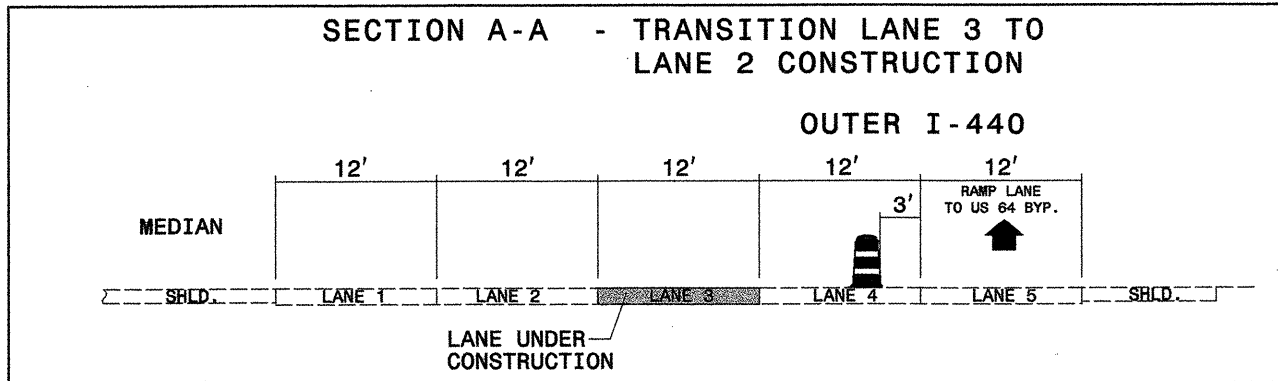 SECTION A-A - TRANSITION LANE 3 TO
LANE 2 CONSTRUCTION
OUTER I-440
12' 12' 12' 12' 12'
RAMP LANE
TO US 64 BYP.
3'
MEDIAN
SHLD. LANE 1 LANE 2 LANE 3 LANE 4 LANE 5 SHLD.
LANE UNDER
CONSTRUCTION